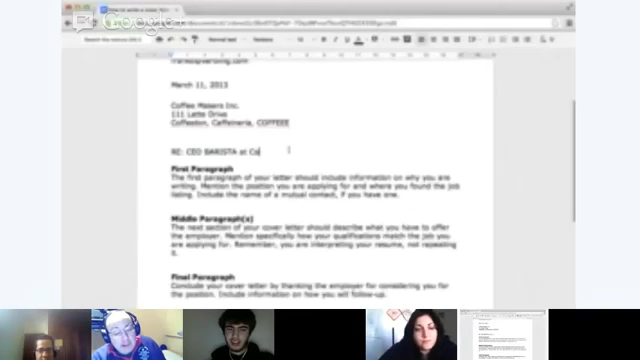 Google+
Normal text
March 11, 2013
Coffee Makers Inc.
111 Latte Drive
Coffeeton, Caffeineria, COFFEEE
RE: CEO BARISTA at Co
First Paragraph
The first paragraph of your letter should include information on why you are
writing. Mention the position you are applying for and where you found the job
listing. Include the name of a mutual contact, if you have one.
Middle Paragraph(s)
The next section of your cover letter should describe what you have to offer
the employer. Mention specifically how your qualifications match the job you
are applying for. Remember, you are interpreting your resume, not repeating
it.
Final Paragraph
Conclude your cover letter by thanking the employer for considering you for
the position. Include information on how you will follow-up.